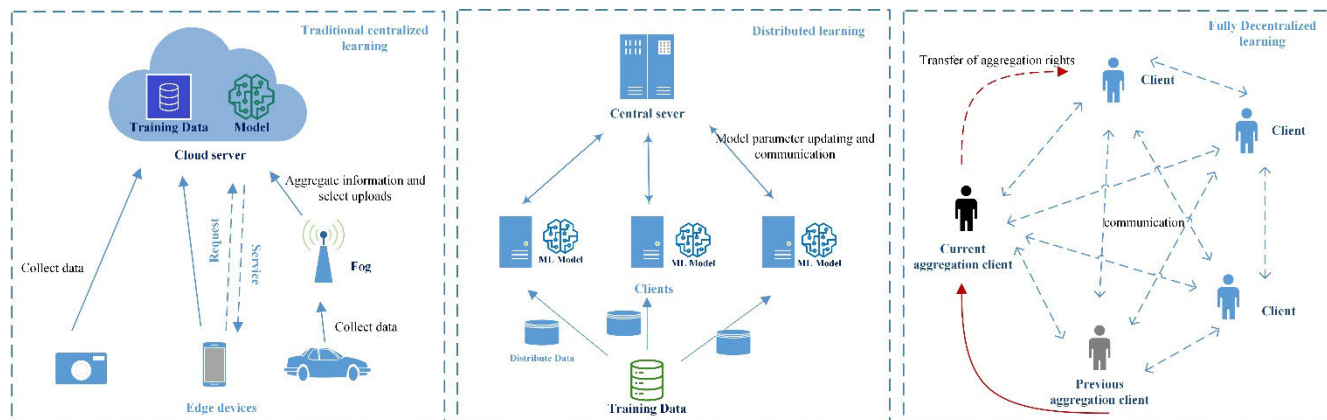 Traditional centralized
learning
Training Data
Model
Cloud server
Aggregate information and
select uploads
Collect data
Request
Service
Fog
Collect data
Edge devices
Distributed learning
Central sever
Model parameter updating and
communication
ML Model
ML Model
ML Model
Clients
Distribute Data
Training Data
Fully Decentralized
learning
Transfer of aggregation rights
Client
Client
communication
Current
aggregation client
Client
Previous
aggregation client